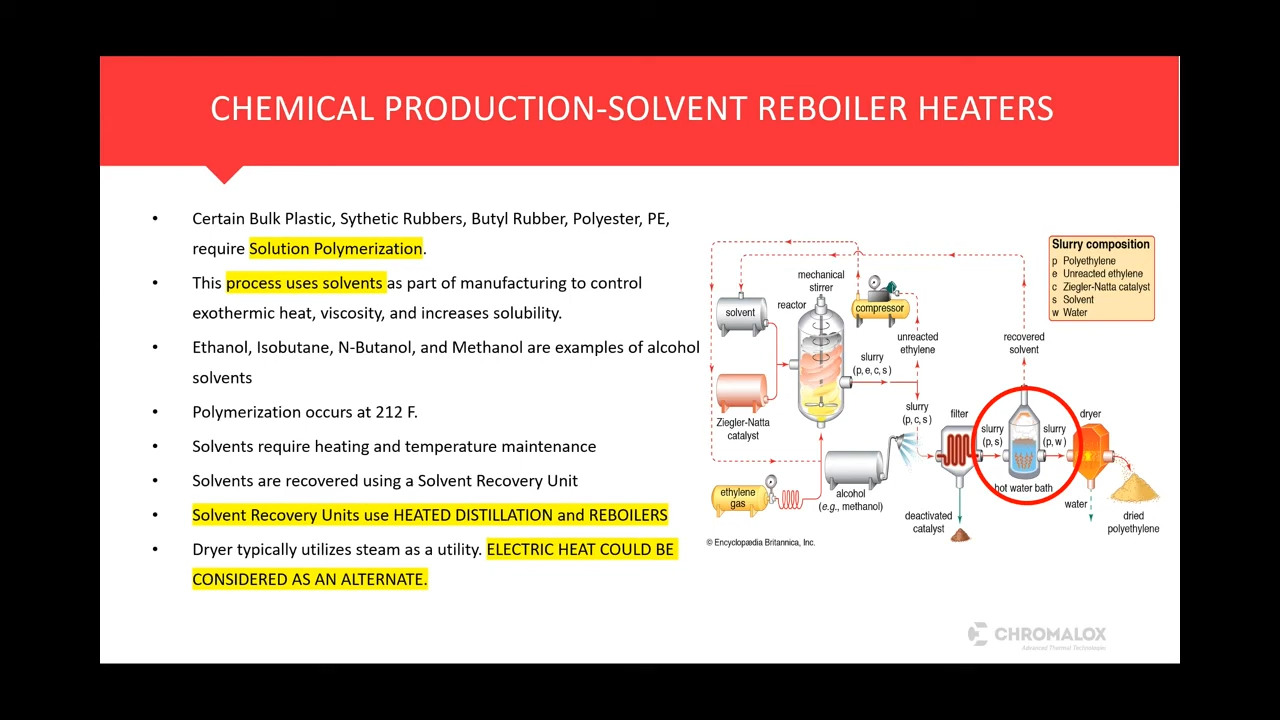 CHEMICAL PRODUCTION-SOLVENT REBOILER HEATERS
• Certain Bulk Plastic, Sythetic Rubbers, Butyl Rubber, Polyester, PE,
require Solution Polymerization.
• This process uses solvents as part of manufacturing to control
exothermic heat, viscosity, and increases solubility.
• Ethanol, Isobutane, N-Butanol, and Methanol are examples of alcohol
solvents
• Polymerization occurs at 212 F.
• Solvents require heating and temperature maintenance
• Solvents are recovered using a Solvent Recovery Unit
• Solvent Recovery Units use HEATED DISTILLATION and REBOILERS
• Dryer typically utilizes steam as a utility. ELECTRIC HEAT COULD BE
CONSIDERED AS AN ALTERNATE.
Slurry composition
p Polyethylene
e Unreacted ethylene
c Ziegler-Natta catalyst
s Solvent
w Water
mechanical
stirrer
reactor
solvent
compressor
unreacted
ethylene
recovered
solvent
slurry
(p, e, c, s)
Ziegler-Natta
catalyst
slurry
(p, c, s)
filter
slurry
(p, s)
slurry
(p, w)
dryer
hot water bath
ethylene
gas
alcohol
(e.g., methanol)
deactivated
catalyst
water
dried
polyethylene
© Encyclopædia Britannica, Inc.
CHROMALOX
Advanced Thermal Technologies